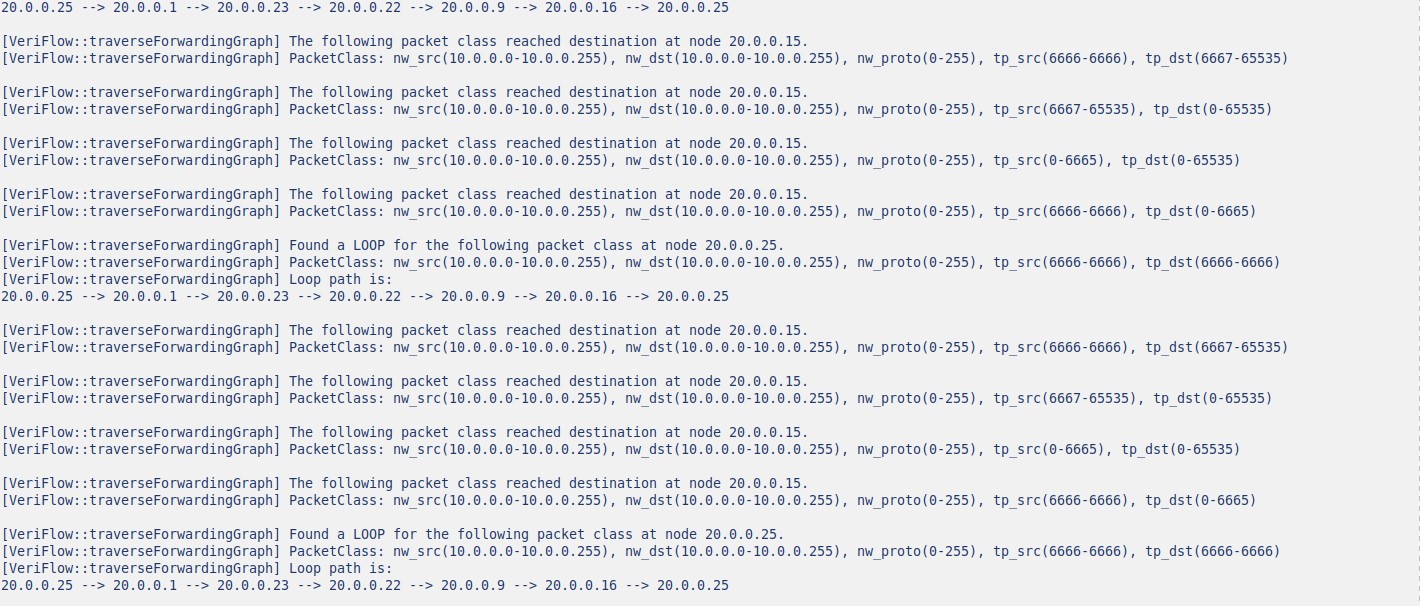 20.0.0.25 --> 20.0.0.1 --> 20.0.0.23 --> 20.0.0.22 --> 20.0.0.9 --> 20.0.0.16 --> 20.0.0.25
[VeriFlow::traverseForwardingGraph] The following packet class reached destination at node 20.0.0.15.
[VeriFlow::traverseForwardingGraph] PacketClass: nw_src(10.0.0.0-10.0.0.255), nw_dst(10.0.0.0-10.0.0.255), nw_proto(0-255), tp_src(6666-6666), tp_dst(6667-65535)
[VeriFlow::traverseForwardingGraph] The following packet class reached destination at node 20.0.0.15.
[VeriFlow::traverseForwardingGraph] PacketClass: nw_src(10.0.0.0-10.0.0.255), nw_dst(10.0.0.0-10.0.0.255), nw_proto(0-255), tp_src(6667-65535), tp_dst(0-65535)
[VeriFlow::traverseForwardingGraph] The following packet class reached destination at node 20.0.0.15.
[VeriFlow::traverseForwardingGraph] PacketClass: nw_src(10.0.0.0-10.0.0.255), nw_dst(10.0.0.0-10.0.0.255), nw_proto(0-255), tp_src(0-6665), tp_dst(0-65535)
[VeriFlow::traverseForwardingGraph] The following packet class reached destination at node 20.0.0.15.
[VeriFlow::traverseForwardingGraph] PacketClass: nw_src(10.0.0.0-10.0.0.255), nw_dst(10.0.0.0-10.0.0.255), nw_proto(0-255), tp_src(6666-6666), tp_dst(0-6665)
[VeriFlow::traverseForwardingGraph] Found a LOOP for the following packet class at node 20.0.0.25.
[VeriFlow::traverseForwardingGraph] PacketClass: nw_src(10.0.0.0-10.0.0.255), nw_dst(10.0.0.0-10.0.0.255), nw_proto(0-255), tp_src(6666-6666), tp_dst(6666-6666)
[VeriFlow::traverseForwardingGraph] Loop path is:
20.0.0.25 --> 20.0.0.1 --> 20.0.0.23 --> 20.0.0.22 --> 20.0.0.9 --> 20.0.0.16 --> 20.0.0.25
[VeriFlow::traverseForwardingGraph] The following packet class reached destination at node 20.0.0.15.
[VeriFlow::traverseForwardingGraph] PacketClass: nw_src(10.0.0.0-10.0.0.255), nw_dst(10.0.0.0-10.0.0.255), nw_proto(0-255), tp_src(6666-6666), tp_dst(6667-65535)
[VeriFlow::traverseForwardingGraph] The following packet class reached destination at node 20.0.0.15.
[VeriFlow::traverseForwardingGraph] PacketClass: nw_src(10.0.0.0-10.0.0.255), nw_dst(10.0.0.0-10.0.0.255), nw_proto(0-255), tp_src(6667-65535), tp_dst(0-65535)
[VeriFlow::traverseForwardingGraph] The following packet class reached destination at node 20.0.0.15.
[VeriFlow::traverseForwardingGraph] PacketClass: nw_src(10.0.0.0-10.0.0.255), nw_dst(10.0.0.0-10.0.0.255), nw_proto(0-255), tp_src(0-6665), tp_dst(0-65535)
[VeriFlow::traverseForwardingGraph] The following packet class reached destination at node 20.0.0.15.
[VeriFlow::traverseForwardingGraph] PacketClass: nw_src(10.0.0.0-10.0.0.255), nw_dst(10.0.0.0-10.0.0.255), nw_proto(0-255), tp_src(6666-6666), tp_dst(0-6665)
[VeriFlow::traverseForwardingGraph] Found a LOOP for the following packet class at node 20.0.0.25.
[VeriFlow::traverseForwardingGraph] PacketClass: nw_src(10.0.0.0-10.0.0.255), nw_dst(10.0.0.0-10.0.0.255), nw_proto(0-255), tp_src(6666-6666), tp_dst(6666-6666)
[VeriFlow::traverseForwardingGraph] Loop path is:
20.0.0.25 --> 20.0.0.1 --> 20.0.0.23 --> 20.0.0.22 --> 20.0.0.9 --> 20.0.0.16 --> 20.0.0.25